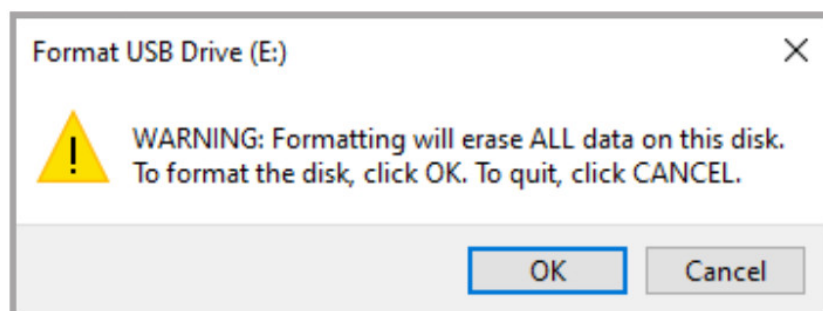 Format USB Drive (E:)
WARNING: Formatting will erase ALL data on this disk.
To format the disk, click OK. To quit, click CANCEL.
OK
Cancel